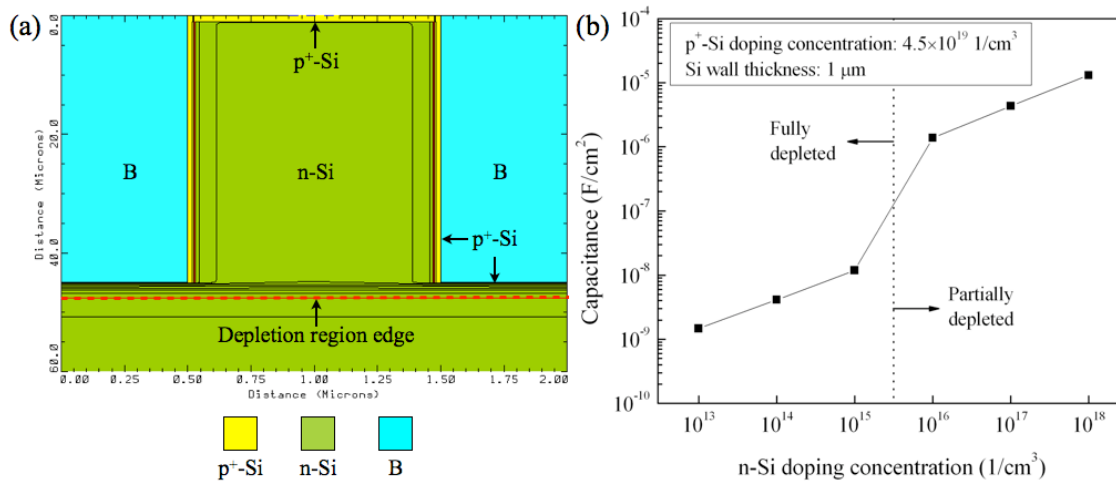 (a)
0.0
20.0
40.0
60.0
Distance (Microns)
p⁺-Si
B
n-Si
B
p⁺-Si
Depletion region edge
0.00 0.25 0.50 0.75 1.00 1.25 1.50 1.75 2.00
Distance (Microns)
p⁺-Si n-Si B
(b)
p⁺-Si doping concentration: 4.5×10¹⁹ 1/cm³
Si wall thickness: 1 μm
Fully
depleted
Partially
depleted
Capacitance (F/cm²)
10⁻⁴
10⁻⁵
10⁻⁶
10⁻⁷
10⁻⁸
10⁻⁹
10⁻¹⁰
10¹³ 10¹⁴ 10¹⁵ 10¹⁶ 10¹⁷ 10¹⁸
n-Si doping concentration (1/cm³)